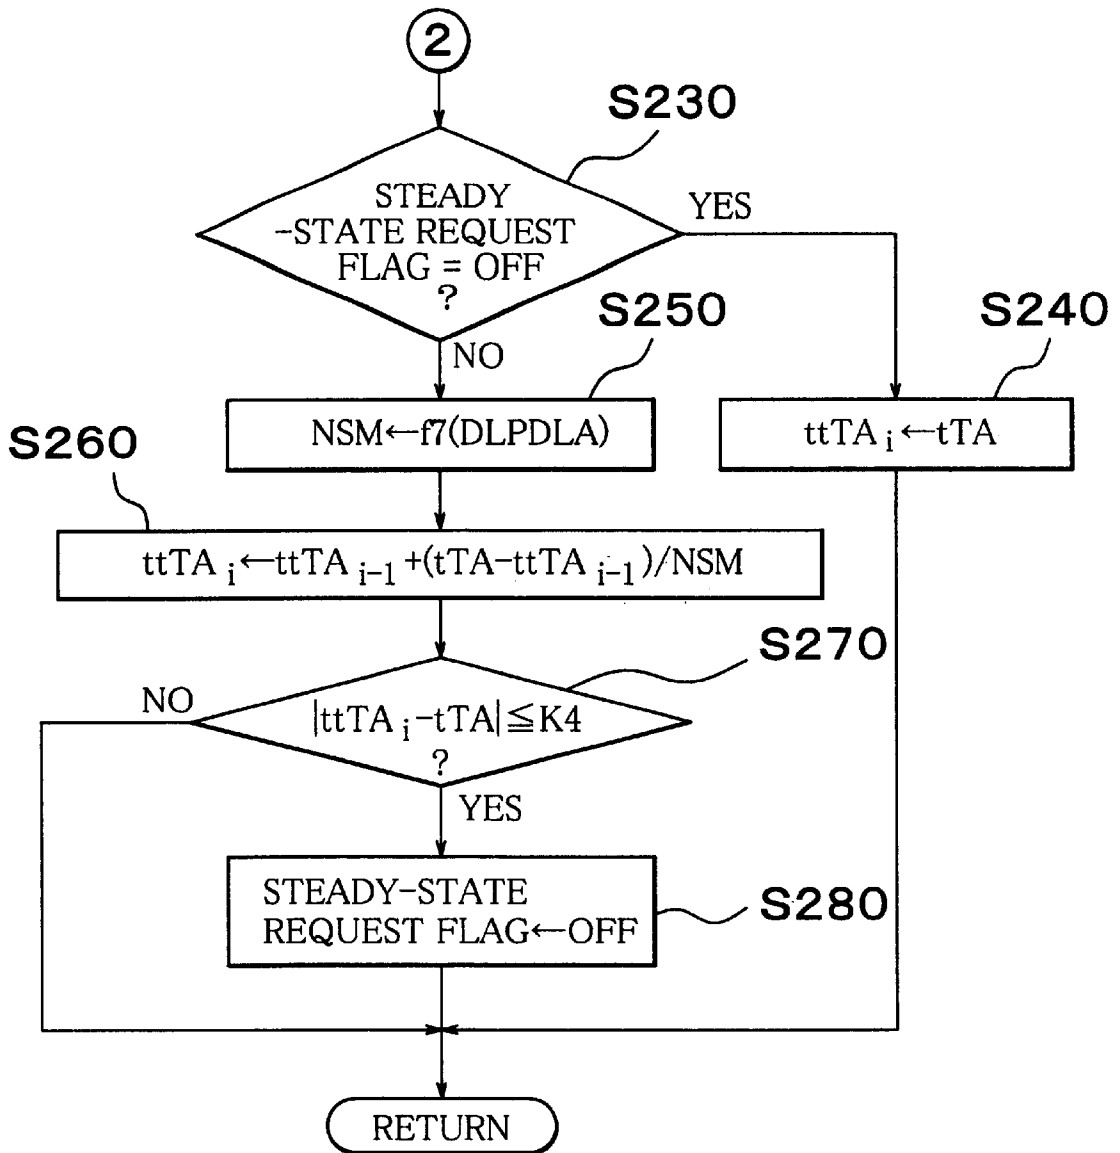 2
S230
STEADY
-STATE REQUEST
FLAG = OFF
?
YES
NO
S250
S240
NSM←f7(DLPDLA)
ttTA i←tTA
S260
ttTA i←ttTA i-1 +(tTA-ttTA i-1 )/NSM
S270
NO
|ttTA i-tTA|≦K4
?
YES
STEADY-STATE
REQUEST FLAG←OFF
S280
RETURN